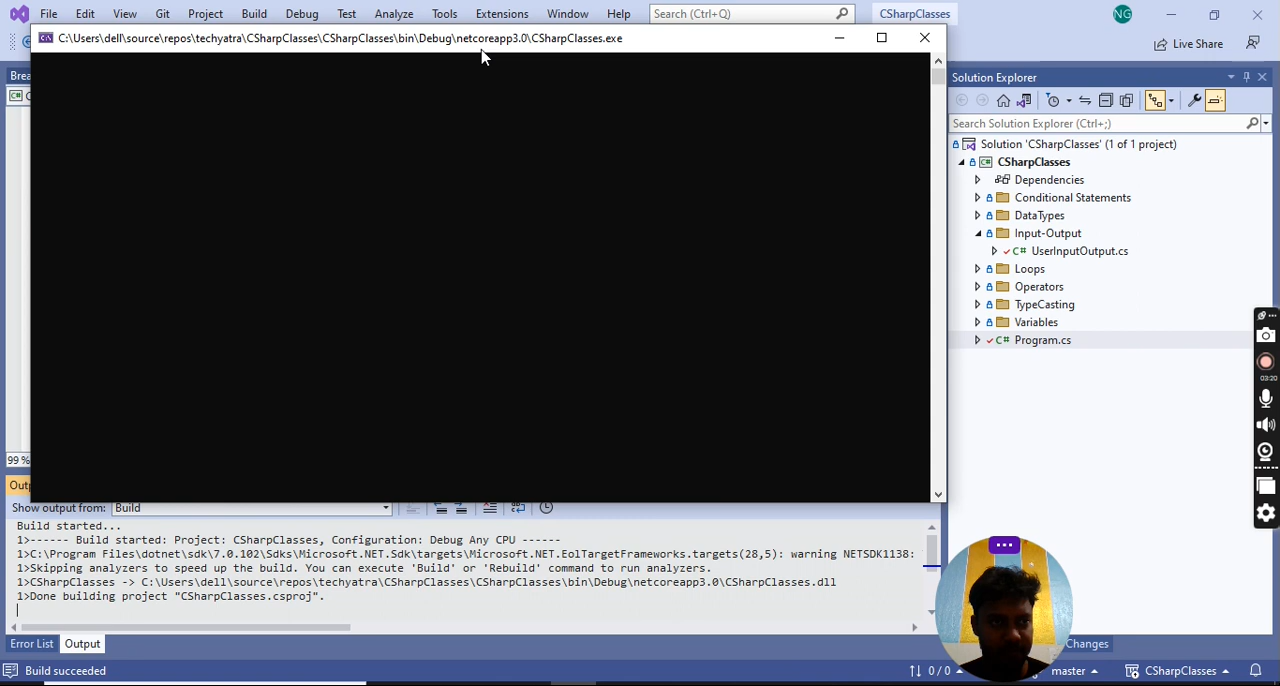 File Edit View Git Project Build Debug Test Analyze Tools Extensions Window Help Search (Ctrl+Q) CSharpClasses NG
C:\Users\dell\source\repos\techyatra\CSharpClasses\CSharpClasses\bin\Debug\netcoreapp3.0\CSharpClasses.exe
Live Share
Solution Explorer
Search Solution Explorer (Ctrl+;)
Solution 'CSharpClasses' (1 of 1 project)
CSharpClasses
Dependencies
Conditional Statements
DataTypes
Input-Output
C# UserInputOutput.cs
Loops
Operators
TypeCasting
Variables
C# Program.cs
03:20
99 %
Show output from: Build
Build started...
1>------ Build started: Project: CSharpClasses, Configuration: Debug Any CPU ------
1>C:\Program Files\dotnet\sdk\7.0.102\Sdks\Microsoft.NET.Sdk\targets\Microsoft.NET.EolTargetFrameworks.targets(28,5): warning NETSDK1138:
1>Skipping analyzers to speed up the build. You can execute 'Build' or 'Rebuild' command to run analyzers.
1>CSharpClasses -> C:\Users\dell\source\repos\techyatra\CSharpClasses\CSharpClasses\bin\Debug\netcoreapp3.0\CSharpClasses.dll
1>Done building project "CSharpClasses.csproj".
Error List Output Changes
Build succeeded 0 / 0 master CSharpClasses